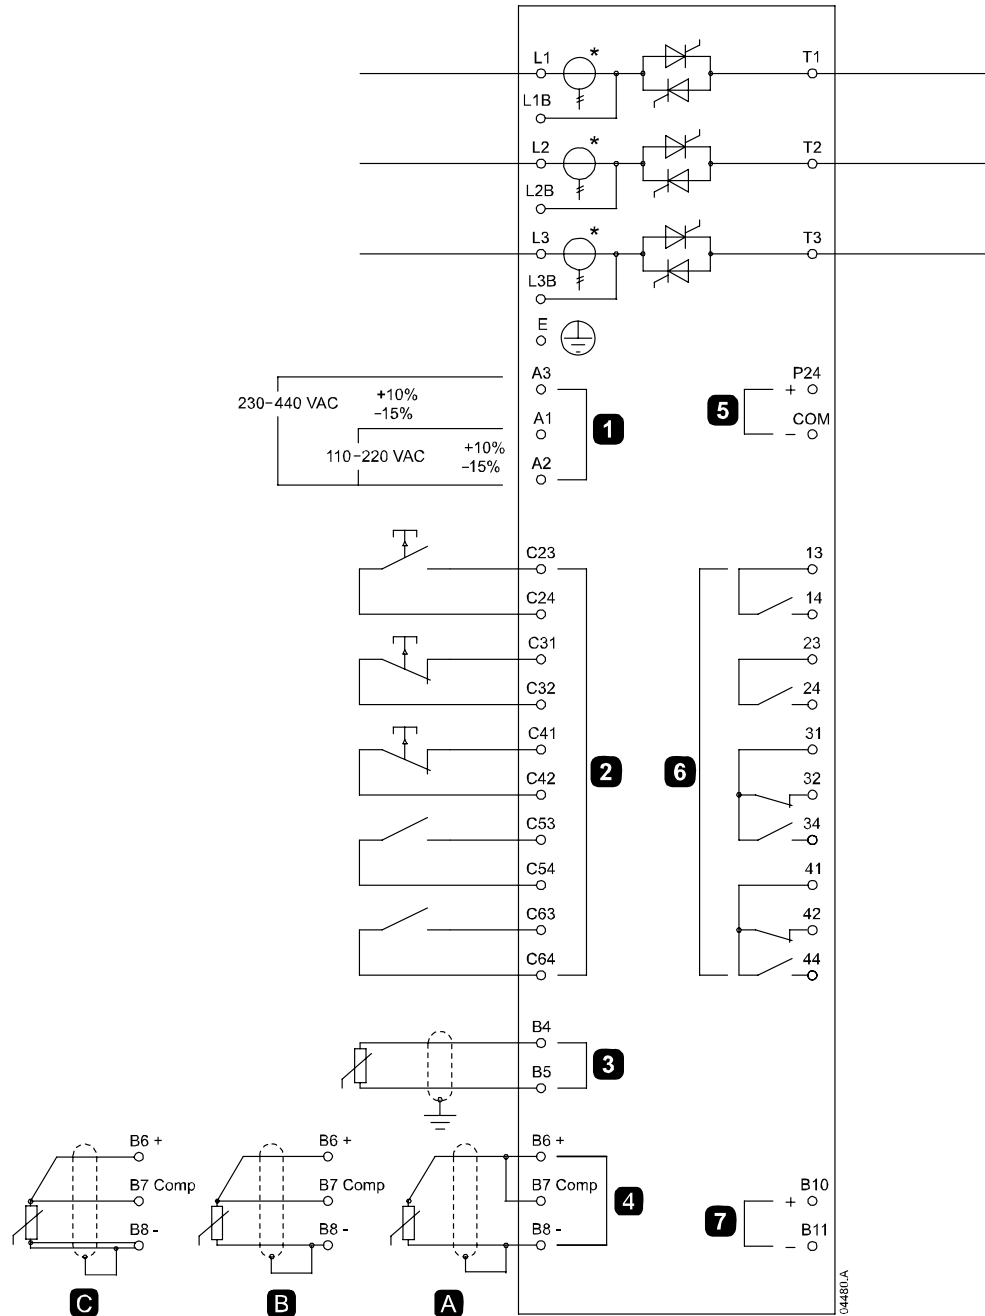 L1 * T1
L1B
L2 * T2
L2B
L3 * T3
L3B
E
A3 P24
230–440 VAC +10% –15% + 
1 5
A1 COM
–
110–220 VAC +10% –15%
A2
C23 13
C24 14
C31 23
C32 24
C41 31
2 6
C42 32
C53 34
C54 41
C63 42
C64 44
B4
3
B5
B6 + B6 + B6 +
B7 Comp B7 Comp B7 Comp 4 + B10
7
B8 - B8 - B8 - – B11
C B A
04480.A